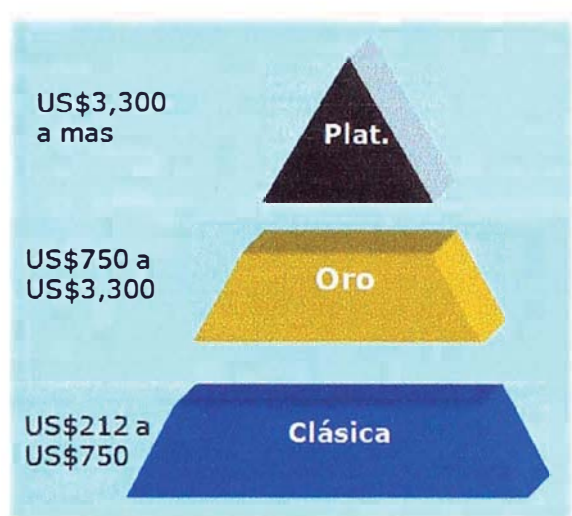 US$3,300
a mas
Plat.
US$750 a
US$3,300
Oro
US$212 a
US$750
Clásica